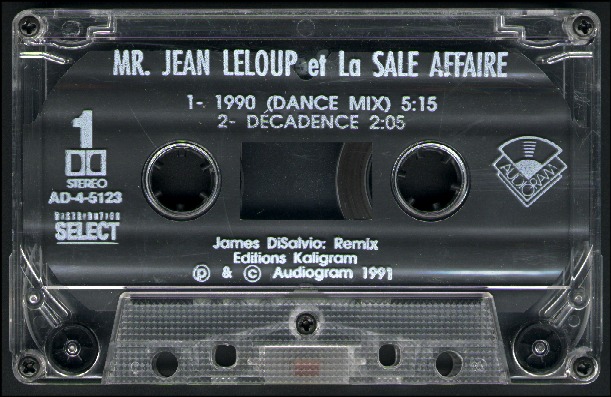 MR. JEAN LELOUP et La SALE AFFAIRE
1-. 1990 (DANCE MIX) 5:15
2- DÉCADENCE 2:05
1
STEREO
AD-4-5123
DISTRIBUTION
SELECT
AUDIOGRAM
James DiSalvio: Remix
Editions Kaligram
℗ & © Audiogram 1991